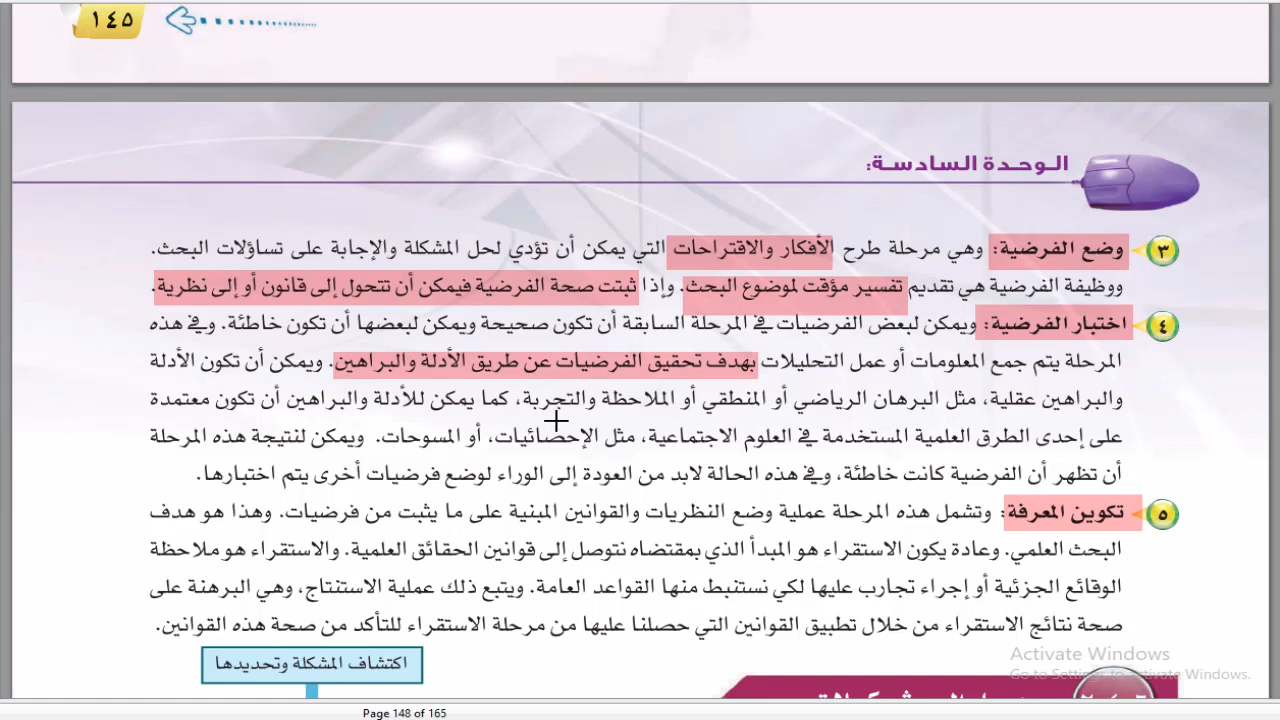 ١٤٥
الوحدة السادسة:
٣ وضع الفرضية: وهي مرحلة طرح الأفكار والاقتراحات التي يمكن أن تؤدي لحل المشكلة والإجابة على تساؤلات البحث.
ووظيفة الفرضية هي تقديم تفسير مؤقت لموضوع البحث. وإذا ثبتت صحة الفرضية فيمكن أن تتحول إلى قانون أو إلى نظرية.
٤ اختبار الفرضية: ويمكن لبعض الفرضيات في المرحلة السابقة أن تكون صحيحة ويمكن لبعضها أن تكون خاطئة. وفي هذه
المرحلة يتم جمع المعلومات أو عمل التحليلات بهدف تحقيق الفرضيات عن طريق الأدلة والبراهين. ويمكن أن تكون الأدلة
والبراهين عقلية، مثل البرهان الرياضي أو المنطقي أو الملاحظة والتجربة، كما يمكن للأدلة والبراهين أن تكون معتمدة
على إحدى الطرق العلمية المستخدمة في العلوم الاجتماعية، مثل الإحصائيات، أو المسوحات. ويمكن لنتيجة هذه المرحلة
أن تظهر أن الفرضية كانت خاطئة، وفي هذه الحالة لابد من العودة إلى الوراء لوضع فرضيات أخرى يتم اختبارها.
٥ تكوين المعرفة: وتشمل هذه المرحلة عملية وضع النظريات والقوانين المبنية على ما يثبت من فرضيات. وهذا هو هدف
البحث العلمي. وعادة يكون الاستقراء هو المبدأ الذي بمقتضاه نتوصل إلى قوانين الحقائق العلمية. والاستقراء هو ملاحظة
الوقائع الجزئية أو إجراء تجارب عليها لكي نستنبط منها القواعد العامة. ويتبع ذلك عملية الاستنتاج، وهي البرهنة على
صحة نتائج الاستقراء من خلال تطبيق القوانين التي حصلنا عليها من مرحلة الاستقراء للتأكد من صحة هذه القوانين.
اكتشاف المشكلة وتحديدها
Activate Windows
Go to Settings to activate Windows.
Page 148 of 165